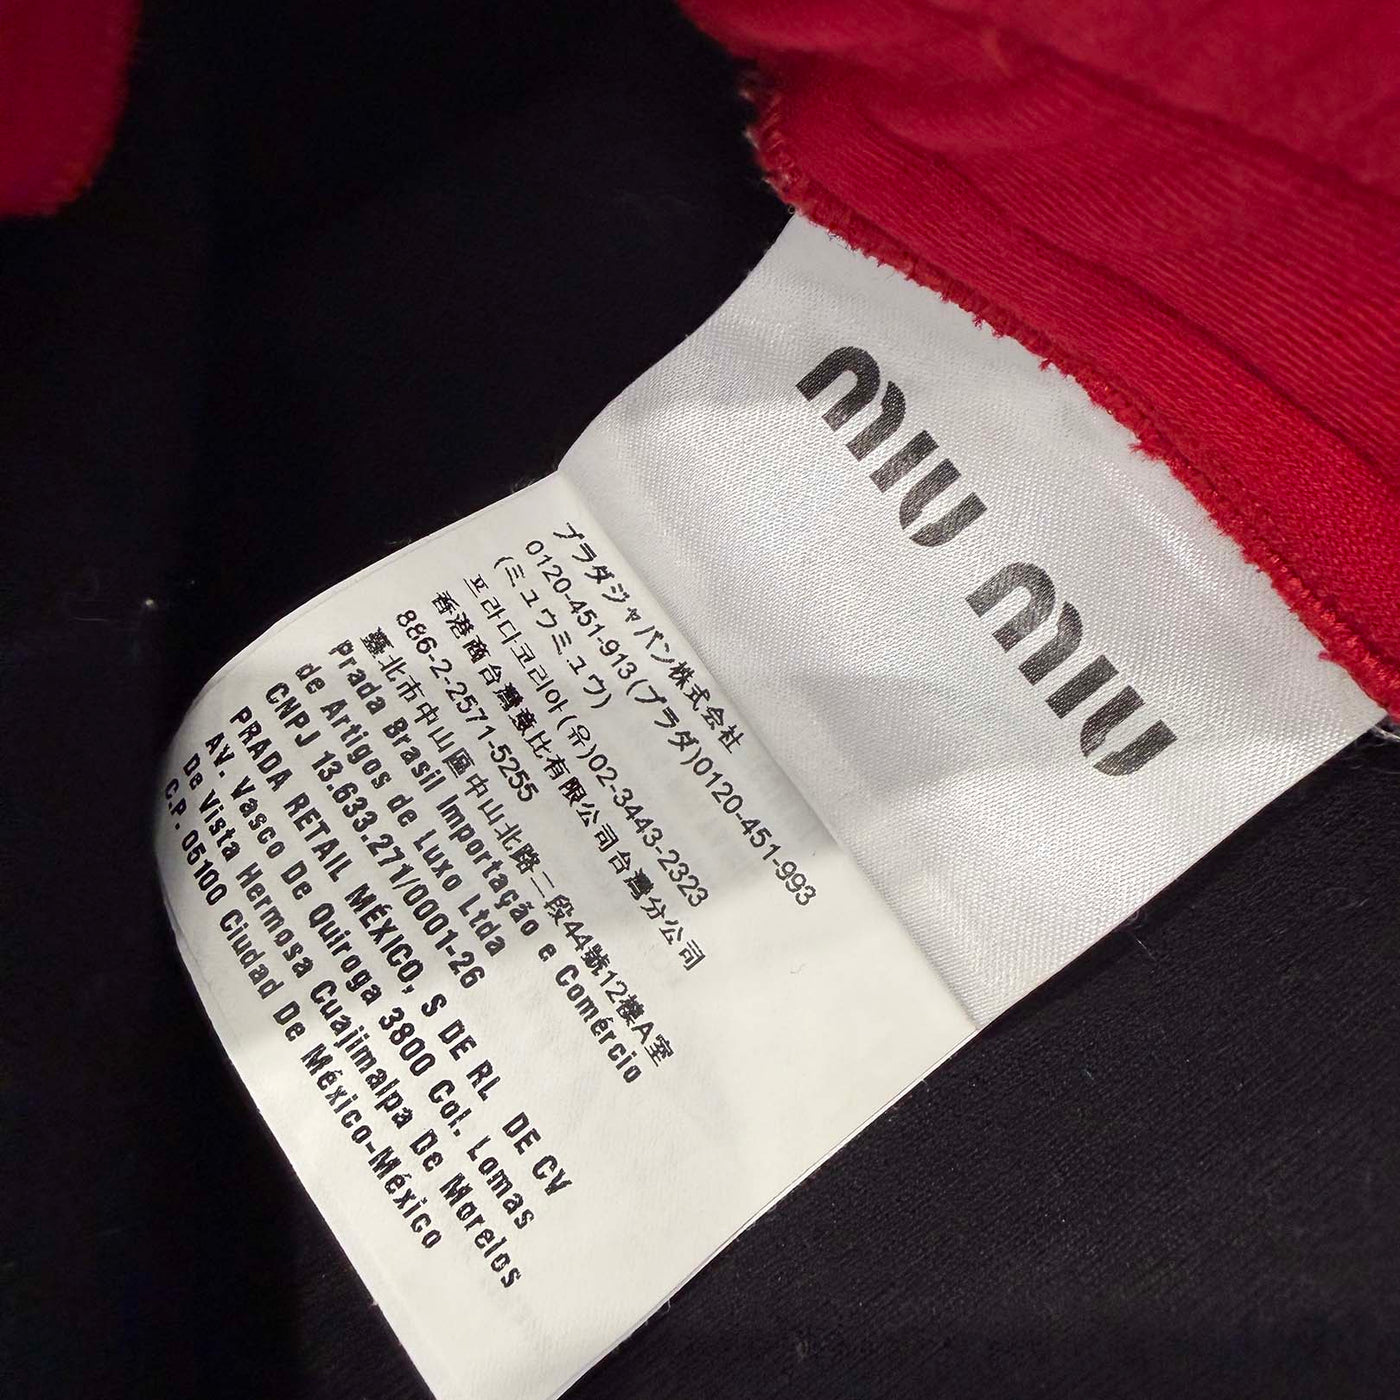 miu miu
プラダジャパン株式会社
0120-451-913(プラダ)0120-451-993
(ミュウミュウ)
프라다코리아(유)02-3443-2323
香港商台灣意比有限公司台灣分公司
886-2-2571-5255
臺北市中山區中山北路二段44號12樓A室
Prada Brasil Importação e Comércio
de Artigos de Luxo Ltda
CNPJ 13.633.271/0001-26
PRADA RETAIL MÉXICO, S DE RL DE CV
AV. Vasco De Quiroga 3800 Col. Lomas
De Vista Hermosa Cuajimalpa De Morelos
C.P. 05100 Ciudad De México-México